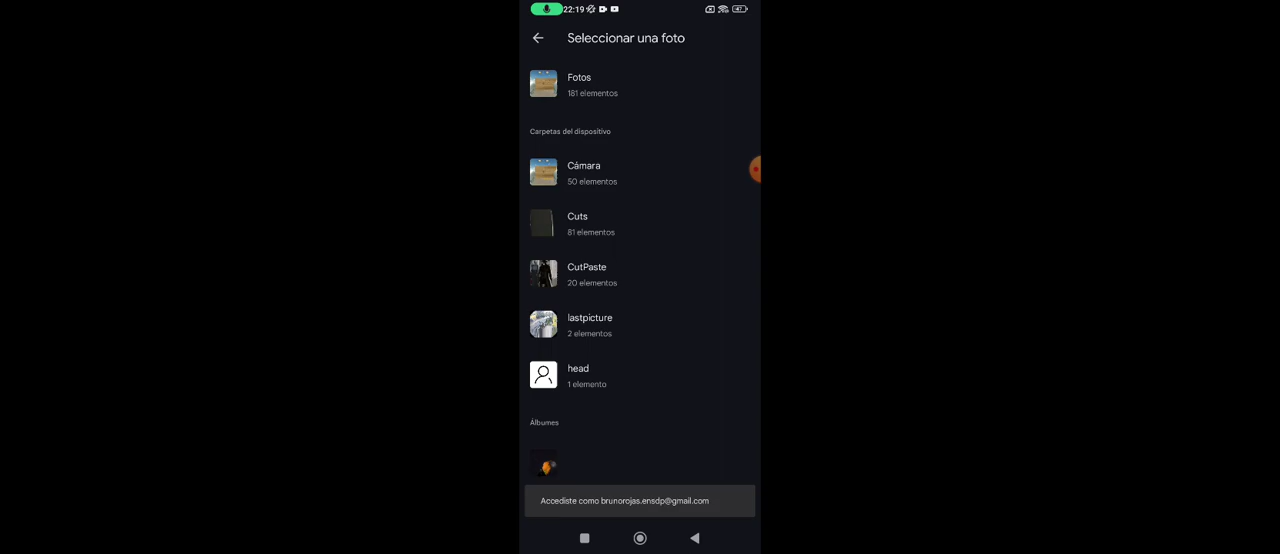 22:19
47
Seleccionar una foto
Fotos
181 elementos
Carpetas del dispositivo
Cámara
50 elementos
Cuts
81 elementos
CutPaste
20 elementos
lastpicture
2 elementos
head
1 elemento
Álbumes
Accediste como brunorojas.ensdp@gmail.com